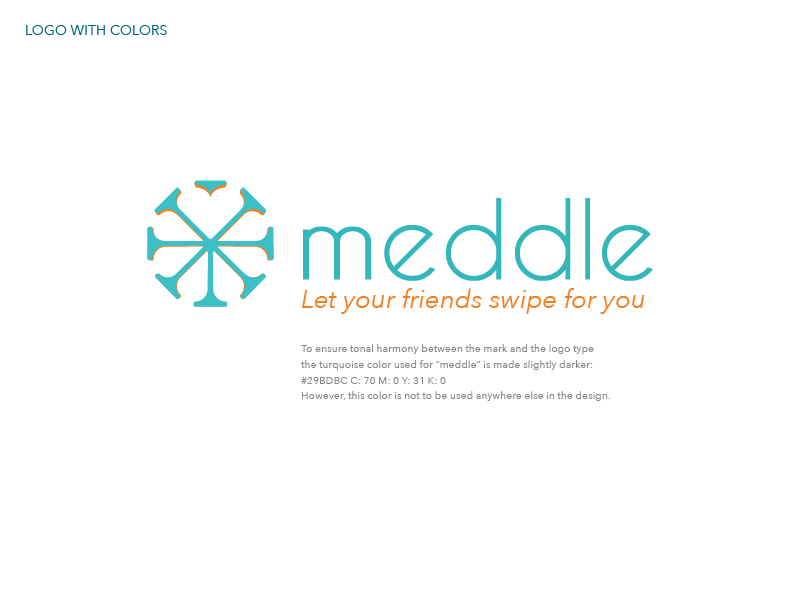 LOGO WITH COLORS
meddle
Let your friends swipe for you
To ensure tonal harmony between the mark and the logo type
the turquoise color used for “meddle” is made slightly darker:
#29BDBC C: 70 M: 0 Y: 31 K: 0
However, this color is not to be used anywhere else in the design.